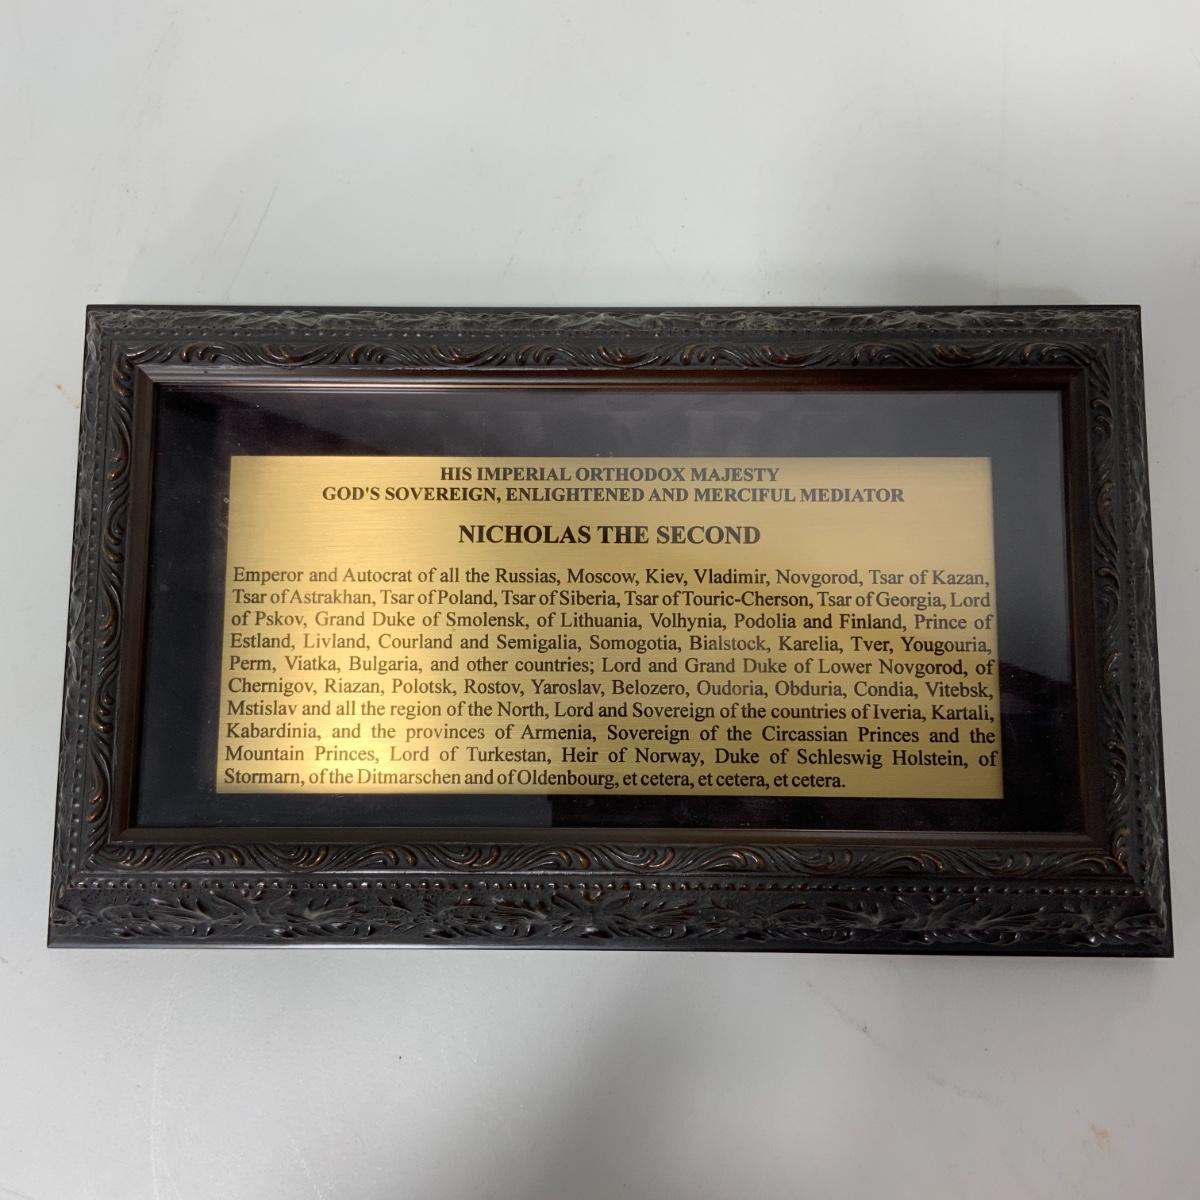 HIS IMPERIAL ORTHODOX MAJESTY
GOD'S SOVEREIGN, ENLIGHTENED AND MERCIFUL MEDIATOR
NICHOLAS THE SECOND
Emperor and Autocrat of all the Russias, Moscow, Kiev, Vladimir, Novgorod, Tsar of Kazan,
Tsar of Astrakhan, Tsar of Poland, Tsar of Siberia, Tsar of Touric-Cherson, Tsar of Georgia, Lord
of Pskov, Grand Duke of Smolensk, of Lithuania, Volhynia, Podolia and Finland, Prince of
Estland, Livland, Courland and Semigalia, Somogotia, Bialstock, Karelia, Tver, Yougouria,
Perm, Viatka, Bulgaria, and other countries; Lord and Grand Duke of Lower Novgorod, of
Chernigov, Riazan, Polotsk, Rostov, Yaroslav, Belozero, Oudoria, Obduria, Condia, Vitebsk,
Mstislav and all the region of the North, Lord and Sovereign of the countries of Iveria, Kartali,
Kabardinia, and the provinces of Armenia, Sovereign of the Circassian Princes and the
Mountain Princes, Lord of Turkestan, Heir of Norway, Duke of Schleswig Holstein, of
Stormarn, of the Ditmarschen and of Oldenbourg, et cetera, et cetera, et cetera.